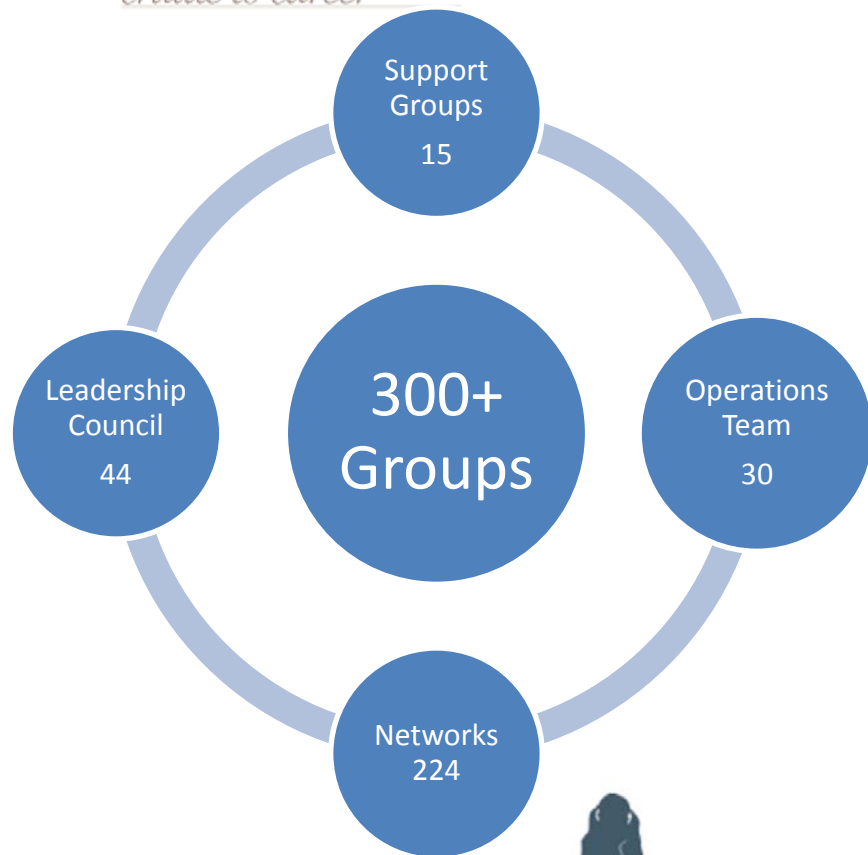 Support
Groups
15
Leadership
Council
44
300+
Groups
Operations
Team
30
Networks
224